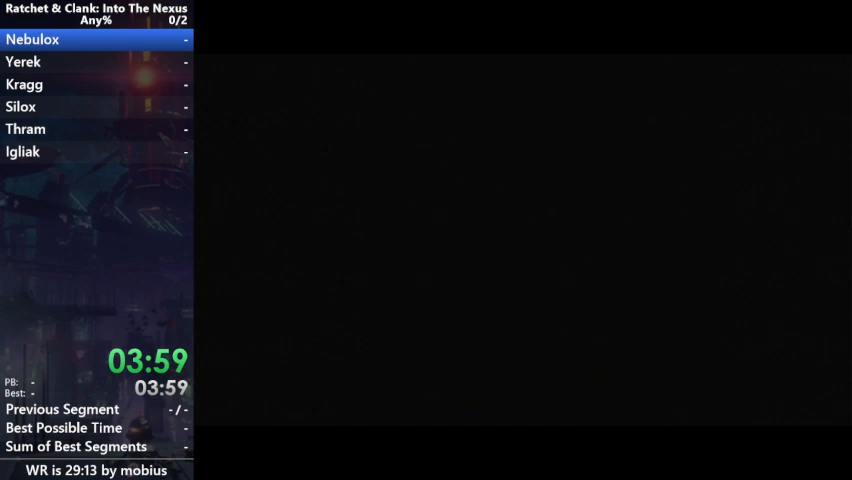 Ratchet & Clank: Into The Nexus
Any% 0/2
Nebulox -
Yerek -
Kragg -
Silox -
Thram -
Igliak -
03:59
PB: -
03:59
Best: -
Previous Segment - / -
Best Possible Time -
Sum of Best Segments -
WR is 29:13 by mobius